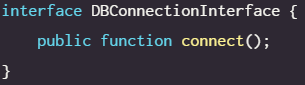 interface DBConnectionInterface {
    public function connect();
}